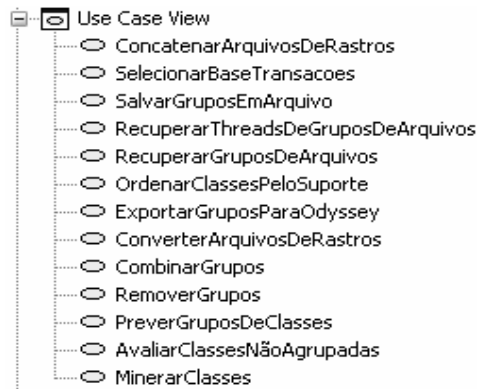 Use Case View
ConcatenarArquivosDeRastros
SelecionarBaseTransacoes
SalvarGruposEmArquivo
RecuperarThreadsDeGruposDeArquivos
RecuperarGruposDeArquivos
OrdenarClassesPeloSuporte
ExportarGruposParaOdyssey
ConverterArquivosDeRastros
CombinarGrupos
RemoverGrupos
PreverGruposDeClasses
AvaliarClassesNãoAgrupadas
MinerarClasses